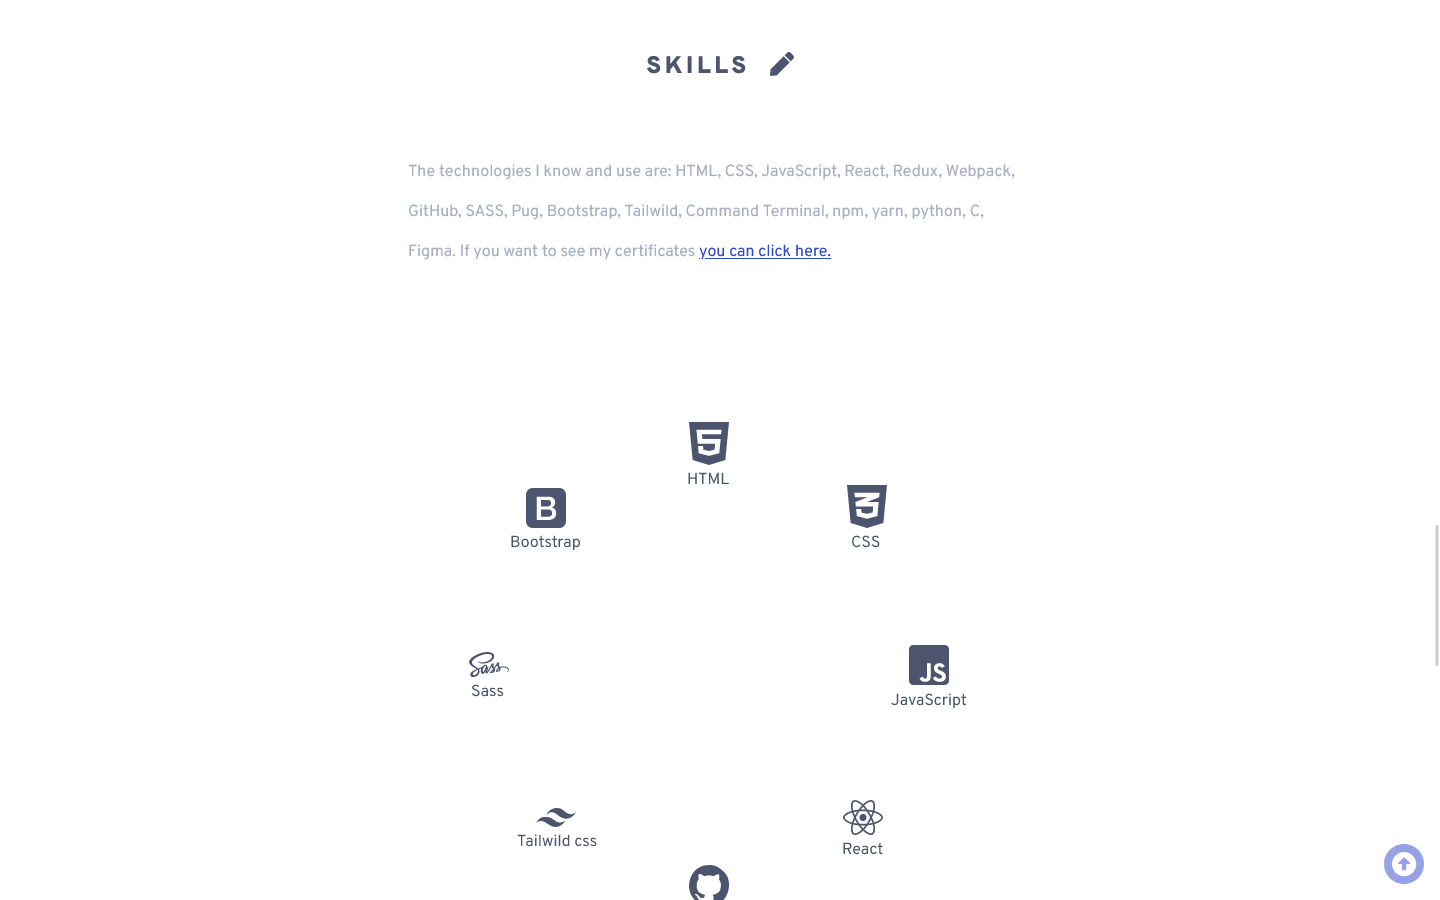 SKILLS
The technologies I know and use are: HTML, CSS, JavaScript, React, Redux, Webpack,
GitHub, SASS, Pug, Bootstrap, Tailwild, Command Terminal, npm, yarn, python, C,
Figma. If you want to see my certificates you can click here.
HTML
Bootstrap
CSS
Sass
Sass
JS
JavaScript
Tailwild css
React